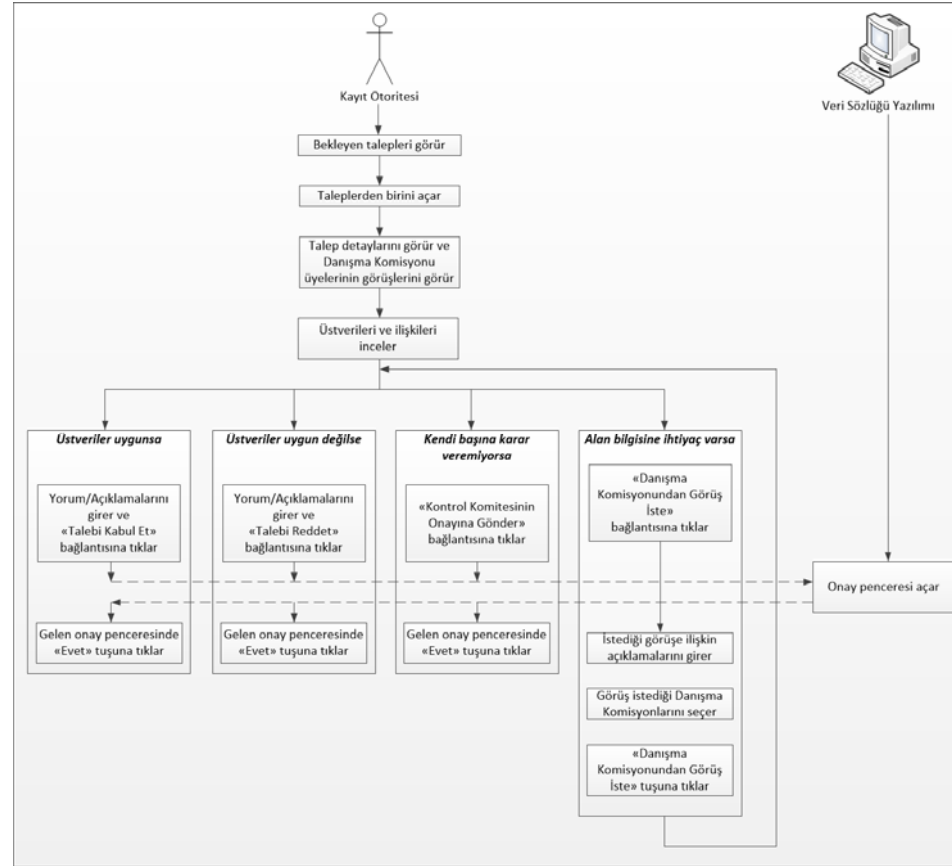 Kayıt Otoritesi
Veri Sözlüğü Yazılımı
Bekleyen talepleri görür
Taleplerden birini açar
Talep detaylarını görür ve
Danışma Komisyonu
üyelerinin görüşlerini görür
Üstverileri ve ilişkileri
inceler
Üstveriler uygunsa
Yorum/Açıklamalarını
girer ve
«Talebi Kabul Et»
bağlantısına tıklar
Gelen onay penceresinde
«Evet» tuşuna tıklar
Üstveriler uygun değilse
Yorum/Açıklamalarını
girer ve
«Talebi Reddet»
bağlantısına tıklar
Gelen onay penceresinde
«Evet» tuşuna tıklar
Kendi başına karar
veremiyorsa
«Kontrol Komitesinin
Onayına Gönder»
bağlantısına tıklar
Gelen onay penceresinde
«Evet» tuşuna tıklar
Alan bilgisine ihtiyaç varsa
«Danışma
Komisyonundan Görüş
İste»
bağlantısına tıklar
İstediği görüşe ilişkin
açıklamalarını girer
Görüş istediği Danışma
Komisyonlarını seçer
«Danışma
Komisyonundan Görüş
İste» tuşuna tıklar
Onay penceresi açar